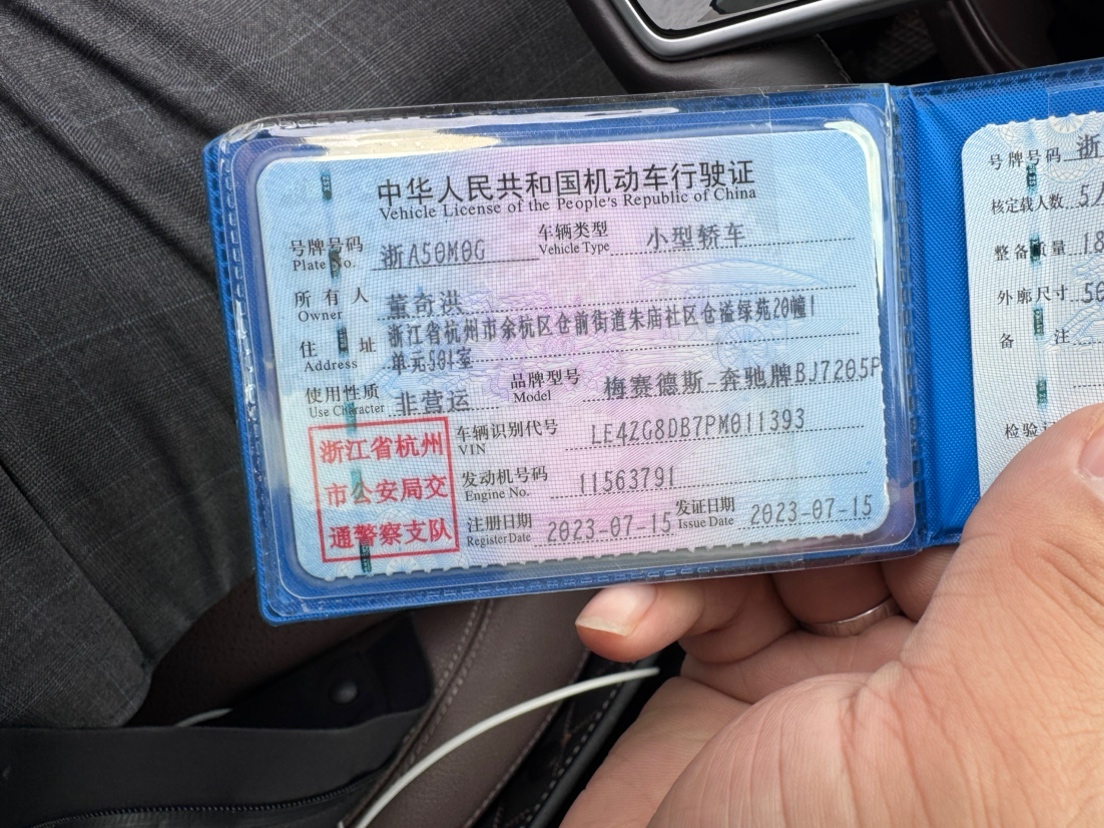 中华人民共和国机动车行驶证
Vehicle License of the People's Republic of China
号牌号码 浙A50M0G 车辆类型 小型轿车
Plate No. Vehicle Type
所有人 董奇洪
Owner
住址 浙江省杭州市余杭区仓前街道朱庙社区仓溢绿苑20幢1
Address 单元501室
使用性质 非营运 品牌型号 梅赛德斯-奔驰牌BJ7205P
Use Character Model
浙江省杭州
市公安局交
通警察支队
车辆识别代号 LE4ZG8DB7PM011393
VIN
发动机号码 11563791
Engine No.
注册日期 2023-07-15 发证日期 2023-07-15
Register Date Issue Date
号牌号码 浙
核定载人数 5人
整备质量 18
外廓尺寸 50
备注
检验